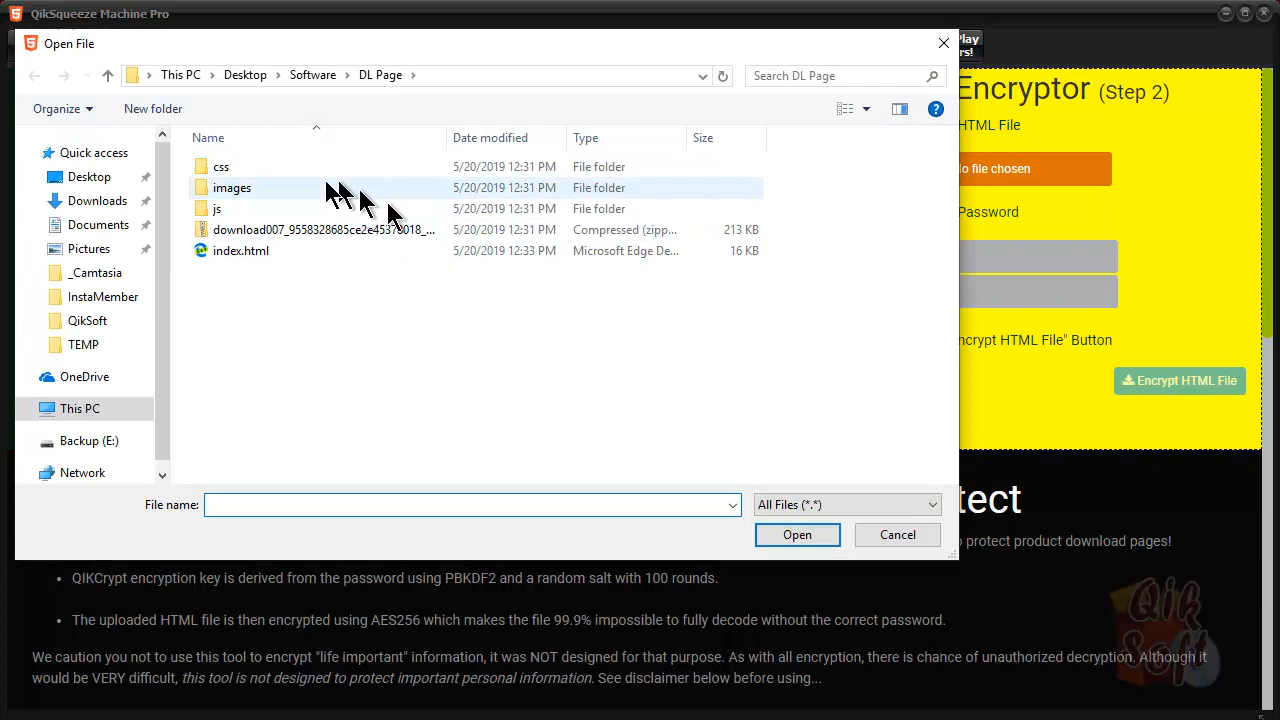 QikSqueeze Machine Pro
Open File
This PC > Desktop > Software > DL Page >
Search DL Page
Play
rs!
Organize
New folder
Name
Date modified
Type
Size
Quick access
Desktop
Downloads
Documents
Pictures
_Camtasia
InstaMember
QikSoft
TEMP
OneDrive
This PC
Backup (E:)
Network
css 5/20/2019 12:31 PM File folder
images 5/20/2019 12:31 PM File folder
js 5/20/2019 12:31 PM File folder
5/20/2019 12:31 PM Compressed (zipp... 213 KB
index.html 5/20/2019 12:33 PM Microsoft Edge De... 16 KB
File name:
All Files (*.*)
Open
Cancel
Encryptor (Step 2)
HTML File
o file chosen
Password
ncrypt HTML File" Button
Encrypt HTML File
tect
o protect product download pages!
• QIKCrypt encryption key is derived from the password using PBKDF2 and a random salt with 100 rounds.
• The uploaded HTML file is then encrypted using AES256 which makes the file 99.9% impossible to fully decode without the correct password.
We caution you not to use this tool to encrypt "life important" information, it was NOT designed for that purpose. As with all encryption, there is chance of unauthorized decryption. Although it
would be VERY difficult, this tool is not designed to protect important personal information. See disclaimer below before using...
Qik
Soft